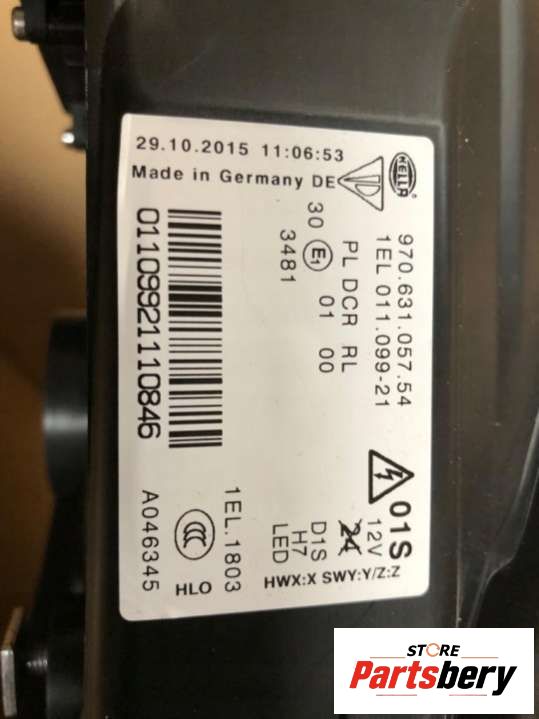 29.10.2015 11:06:53
Made in Germany DE
HELLA
970.631.057.54
1EL 011.099-21
PL DCR RL
01 00
30 E1
3481
01109921110846
01S
12V
24
D1S
H7
LED
HWX:X SWY:Y/Z:Z
1EL.1803
CCC
HLO
A046345
STORE
Partsbery